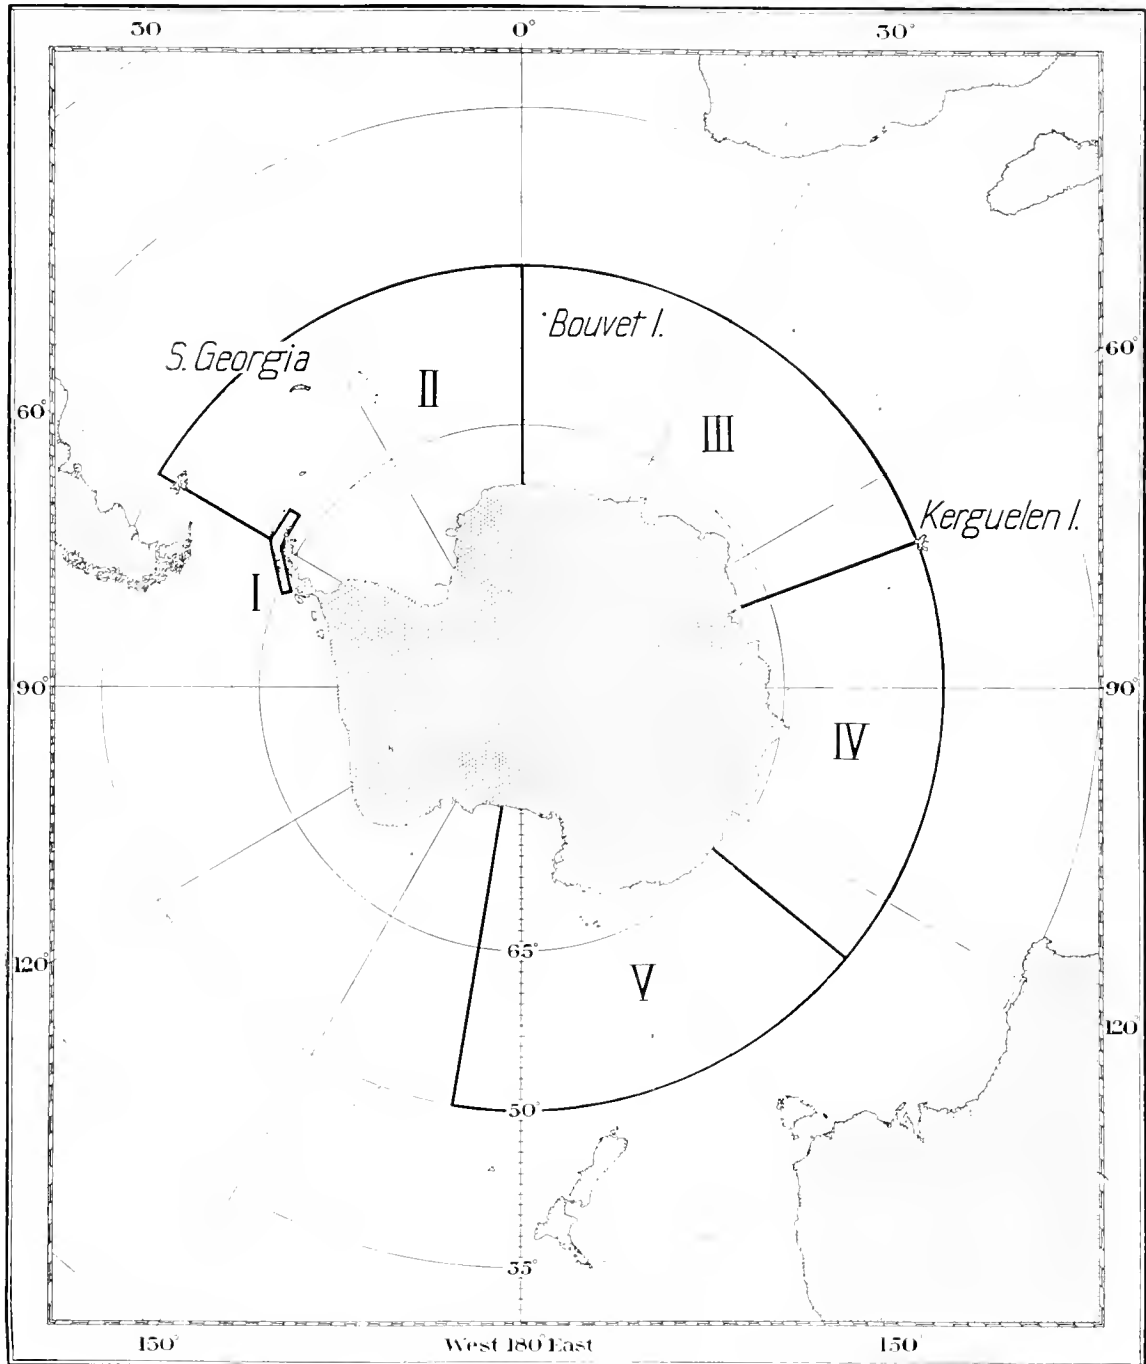 30 0° 30°
Bouvet I.
S. Georgia
60°
60°
II
III
Kerguelen I.
I
90° 90°
IV
120°
65°
V
120°
50°
35°
150° West 180° East 150°